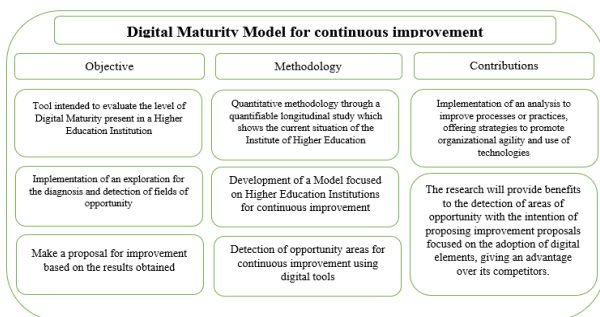 Digital Maturity Model for continuous improvement
Objective
Methodology
Contributions
Tool intended to evaluate the level of
Digital Maturity present in a Higher
Education Institution
Quantitative methodology through a
quantifiable longitudinal study which
shows the current situation of the
Institute of Higher Education
Implementation of an analysis to
improve processes or practices,
offering strategies to promote
organizational agility and use of
technologies
Implementation of an exploration for
the diagnosis and detection of fields of
opportunity
Development of a Model focused
on Higher Education Institutions
for continuous improvement
The research will provide benefits
to the detection of areas of
opportunity with the intention of
proposing improvement proposals
focused on the adoption of digital
elements, giving an advantage
over its competitors.
Make a proposal for improvement
based on the results obtained
Detection of opportunity areas for
continuous improvement using
digital tools